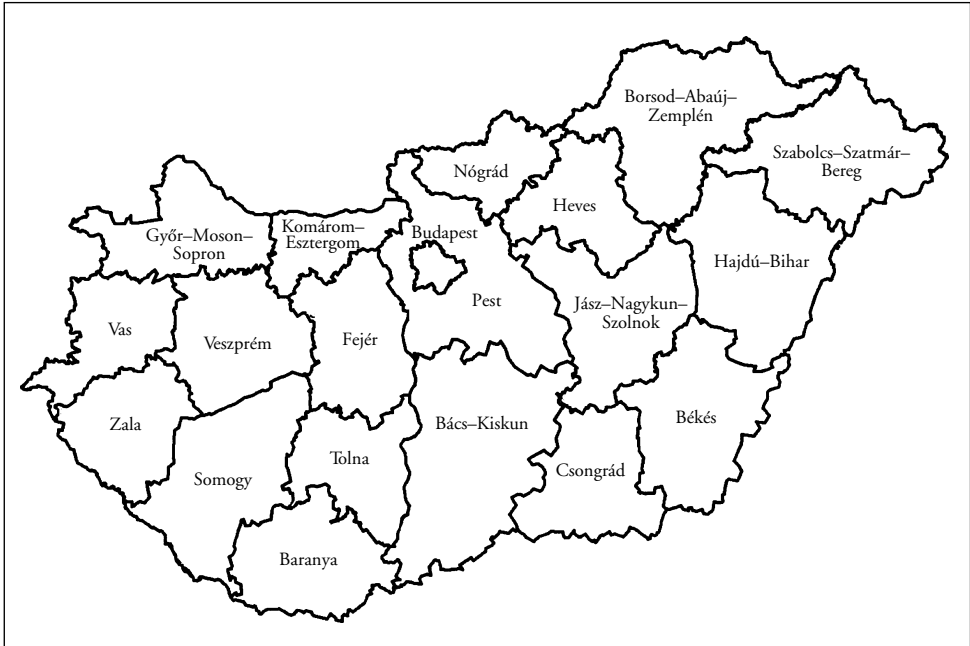 Borsod–Abaúj–
Zemplén
Szabolcs–Szatmár–
Bereg
Nógrád
Heves
Komárom–
Esztergom
Budapest
Győr–Moson–
Sopron
Hajdú–Bihar
Pest
Jász–Nagykun–
Szolnok
Vas
Veszprém
Fejér
Zala
Bács–Kiskun
Békés
Tolna
Csongrád
Somogy
Baranya